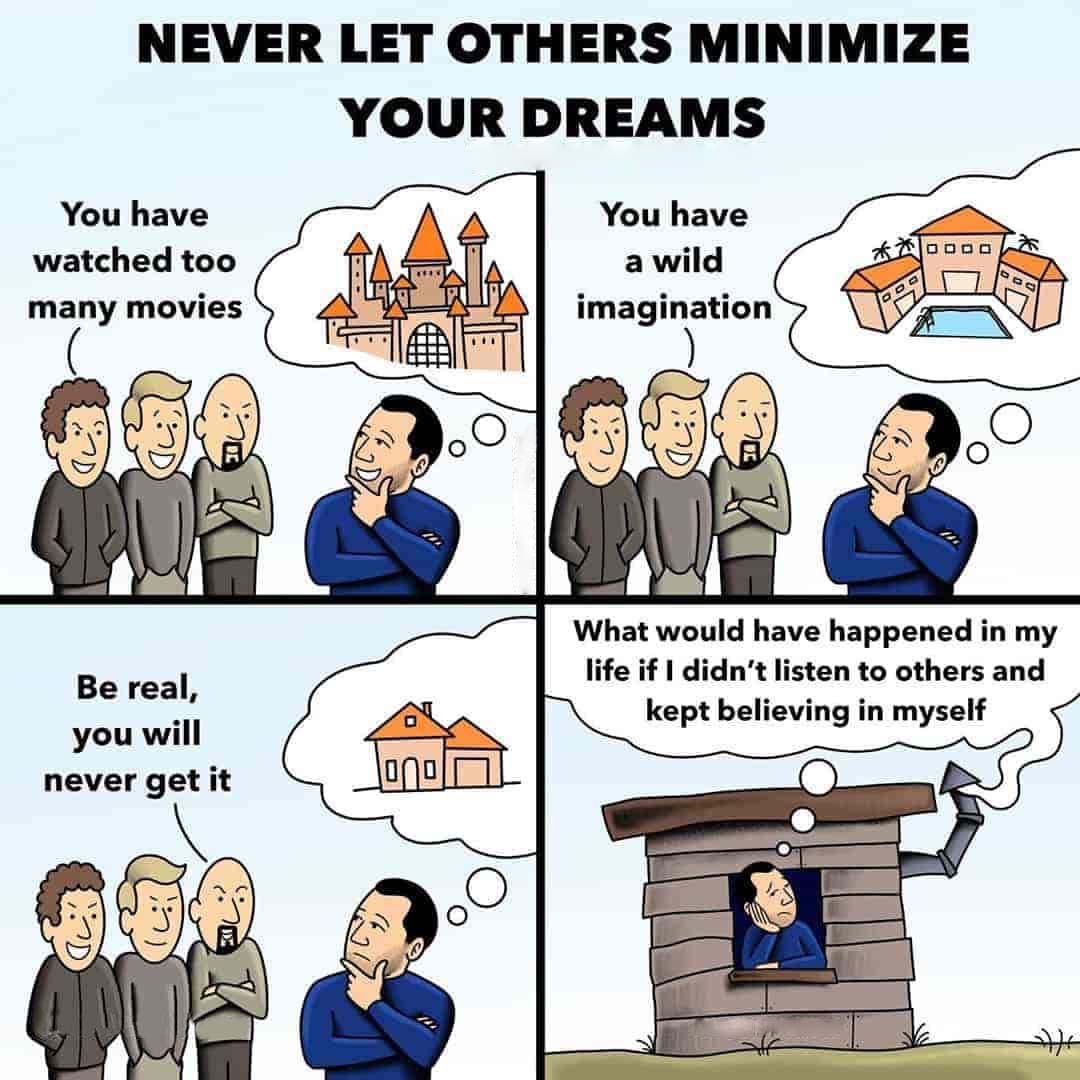 NEVER LET OTHERS MINIMIZE
YOUR DREAMS
You have
watched too
many movies
You have
a wild
imagination
Be real,
you will
never get it
What would have happened in my
life if I didn't listen to others and
kept believing in myself